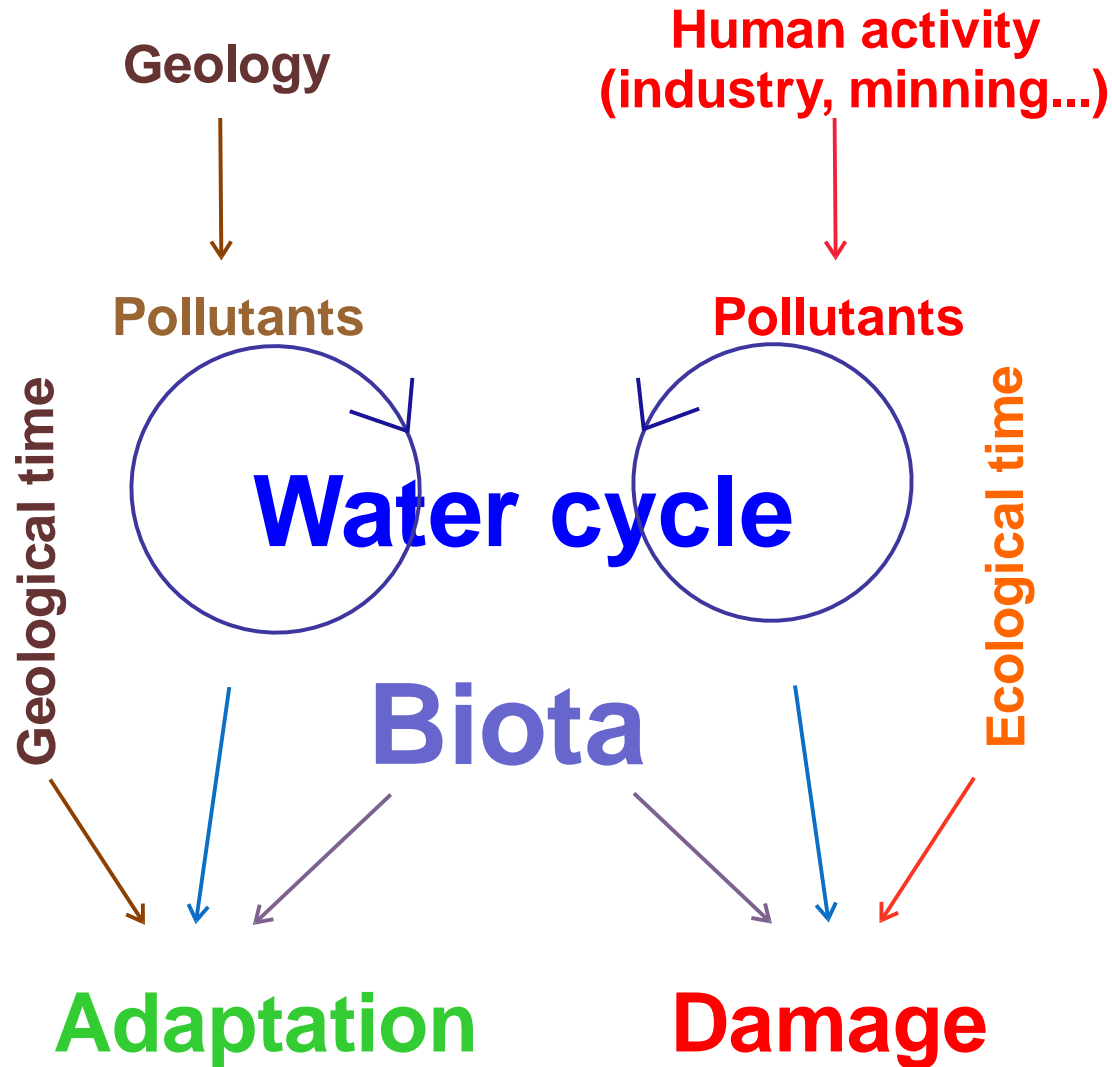 Geology
Human activity
(industry, minning...)
Pollutants
Pollutants
Geological time
Ecological time
Water cycle
Biota
Adaptation
Damage